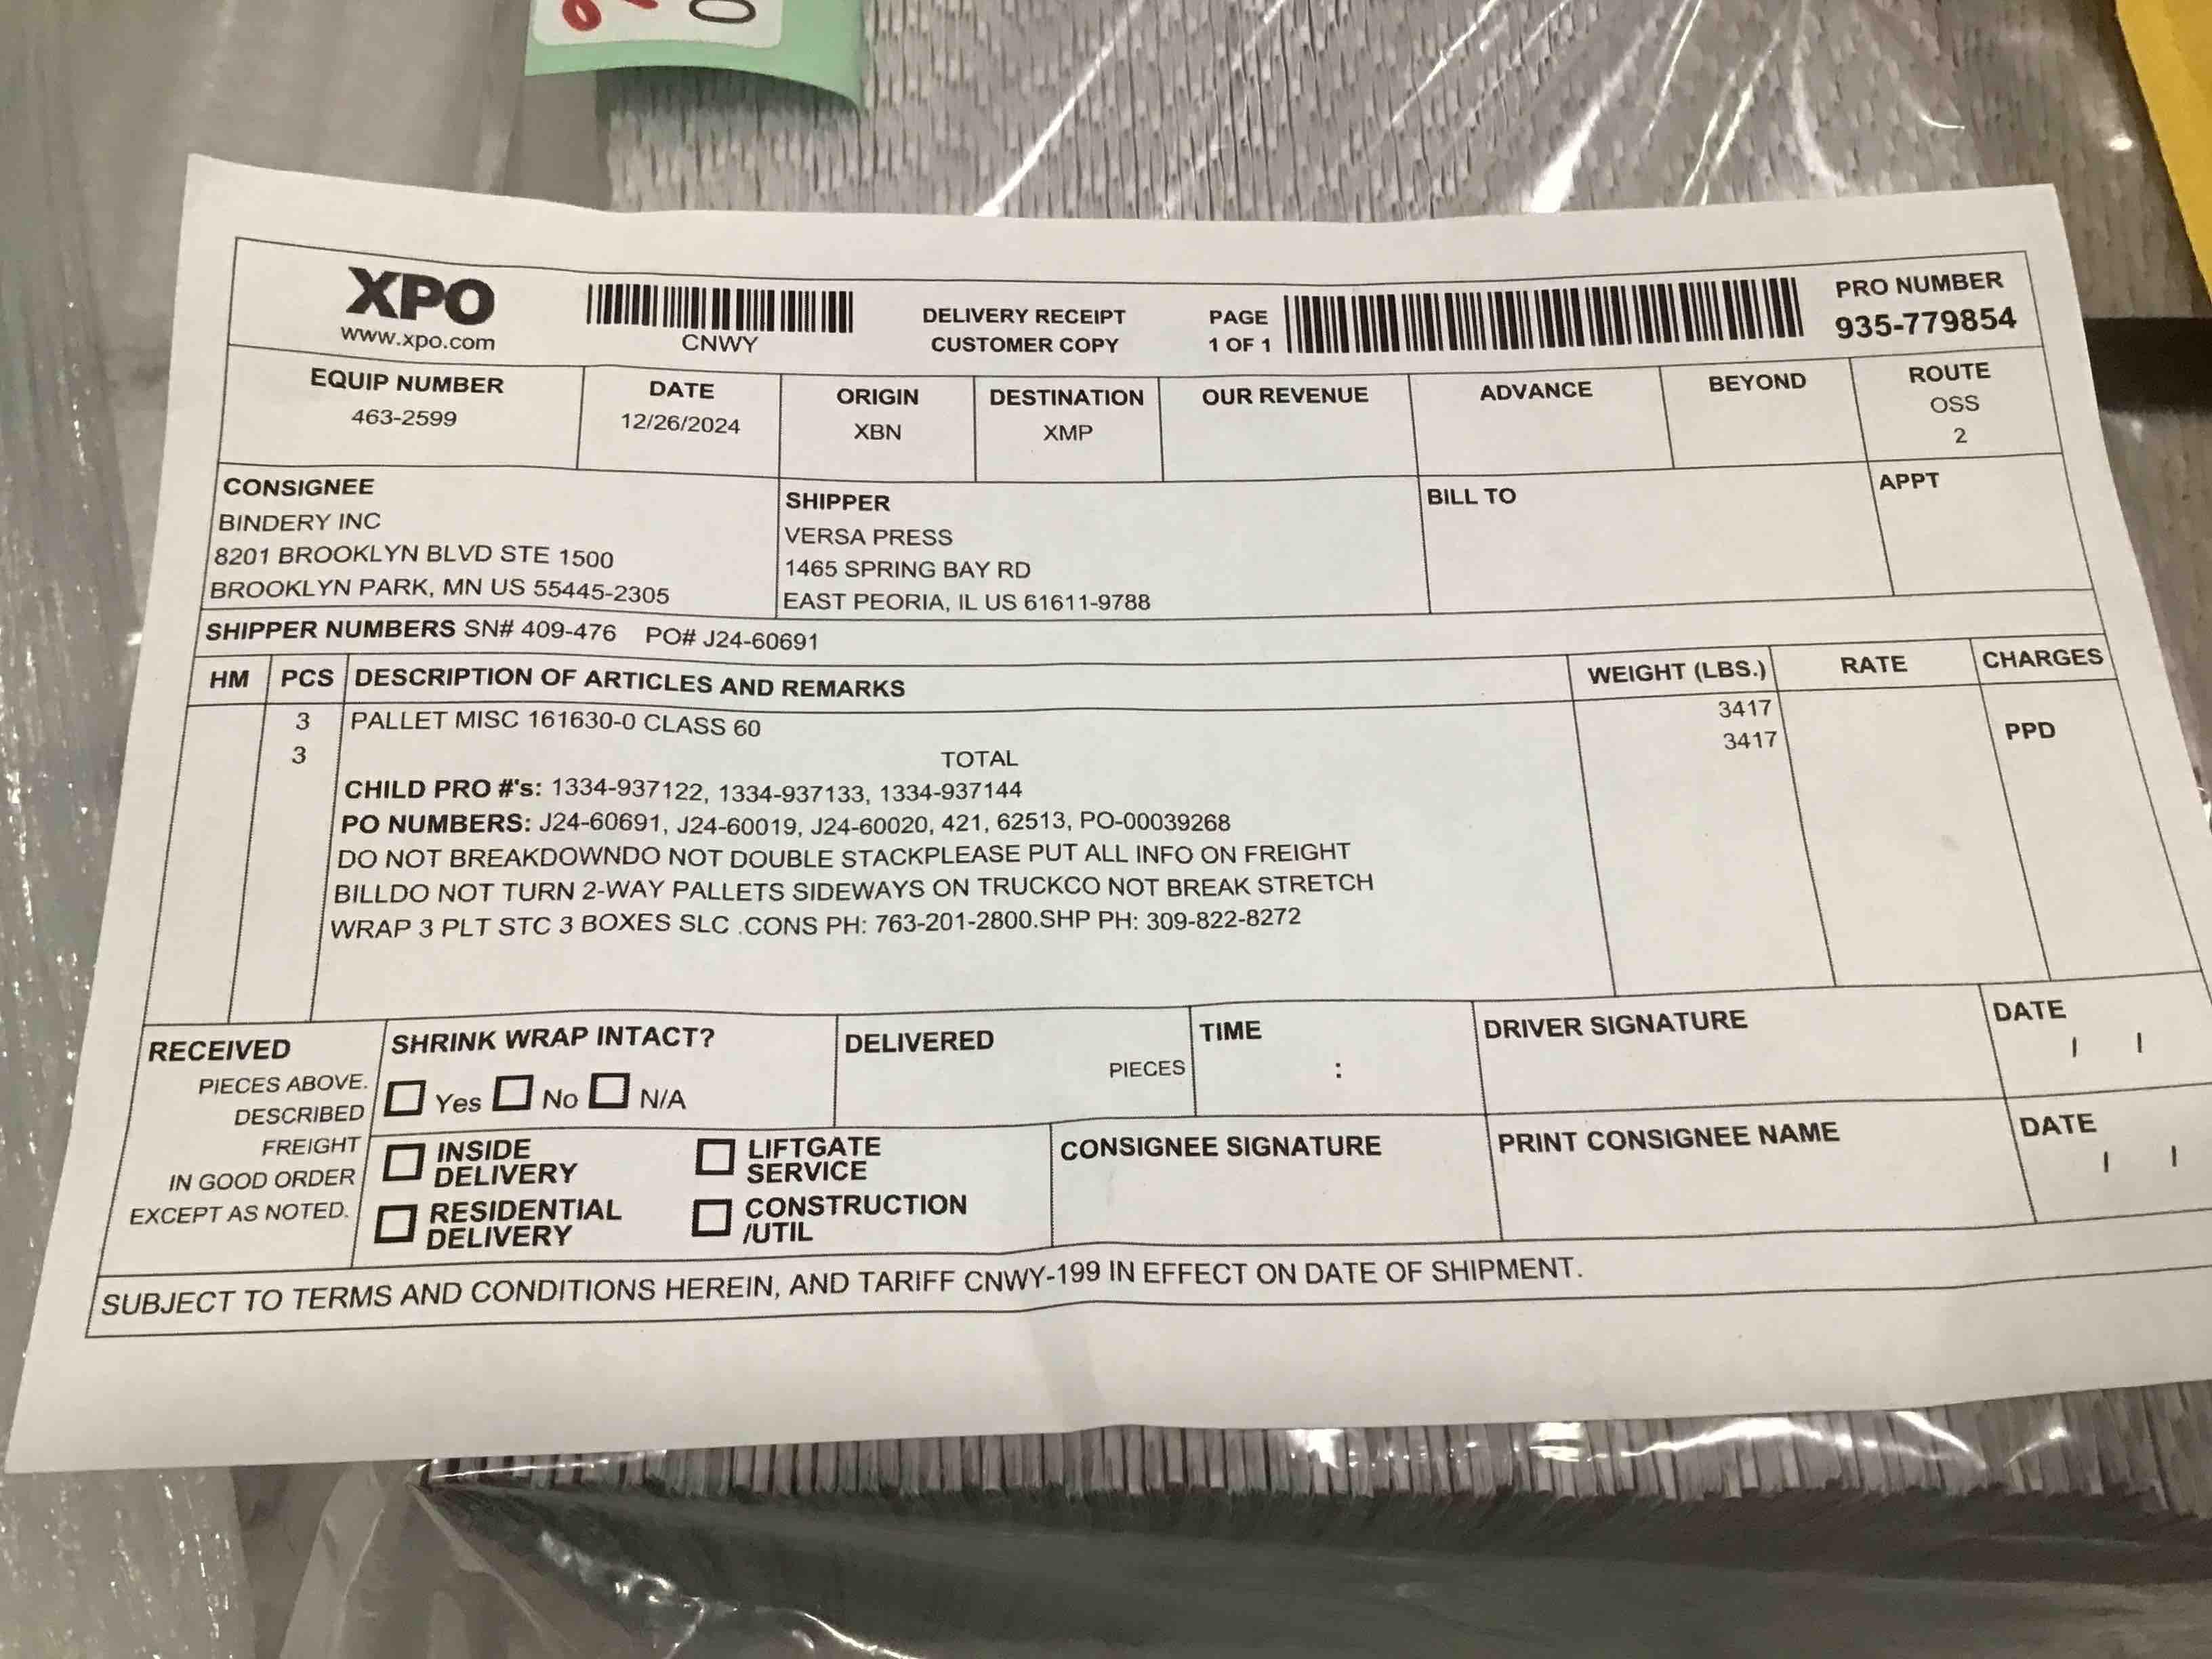 XPO
www.xpo.com
CNWY
DELIVERY RECEIPT
CUSTOMER COPY
PAGE
1 OF 1
PRO NUMBER
935-779854
EQUIP NUMBER
463-2599
DATE
12/26/2024
ORIGIN
XBN
DESTINATION
XMP
OUR REVENUE
ADVANCE
BEYOND
ROUTE
OSS
2
CONSIGNEE
BINDERY INC
8201 BROOKLYN BLVD STE 1500
BROOKLYN PARK, MN US 55445-2305
SHIPPER
VERSA PRESS
1465 SPRING BAY RD
EAST PEORIA, IL US 61611-9788
BILL TO
APPT
SHIPPER NUMBERS SN# 409-476 PO# J24-60691
HM PCS DESCRIPTION OF ARTICLES AND REMARKS WEIGHT (LBS.) RATE CHARGES
3 PALLET MISC 161630-0 CLASS 60 3417
3 TOTAL 3417 PPD
CHILD PRO #'s: 1334-937122, 1334-937133, 1334-937144
PO NUMBERS: J24-60691, J24-60019, J24-60020, 421, 62513, PO-00039268
DO NOT BREAKDOWNDO NOT DOUBLE STACKPLEASE PUT ALL INFO ON FREIGHT
BILLDO NOT TURN 2-WAY PALLETS SIDEWAYS ON TRUCKCO NOT BREAK STRETCH
WRAP 3 PLT STC 3 BOXES SLC .CONS PH: 763-201-2800.SHP PH: 309-822-8272
RECEIVED
PIECES ABOVE.
DESCRIBED
FREIGHT
IN GOOD ORDER
EXCEPT AS NOTED.
SHRINK WRAP INTACT?
Yes No N/A
DELIVERED
PIECES
TIME
:
DRIVER SIGNATURE
DATE
/ /
INSIDE
DELIVERY
LIFTGATE
SERVICE
RESIDENTIAL
DELIVERY
CONSTRUCTION
/UTIL
CONSIGNEE SIGNATURE
PRINT CONSIGNEE NAME
DATE
/ /
SUBJECT TO TERMS AND CONDITIONS HEREIN, AND TARIFF CNWY-199 IN EFFECT ON DATE OF SHIPMENT.